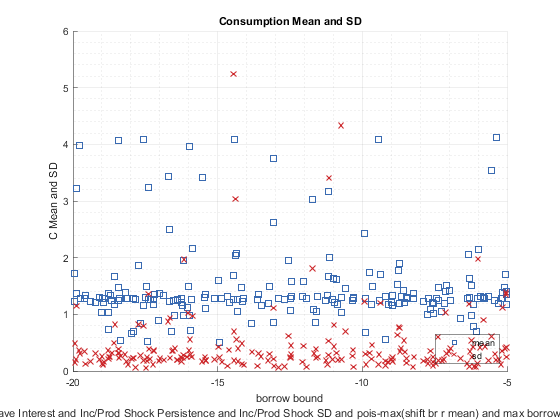 Consumption Mean and SD
6
5
4
3
2
1
0
C Mean and SD
mean
sd
-20
-15
-10
-5
borrow bound
ave Interest and Inc/Prod Shock Persistence and Inc/Prod Shock SD and pois-max(shift br r mean) and max borrow